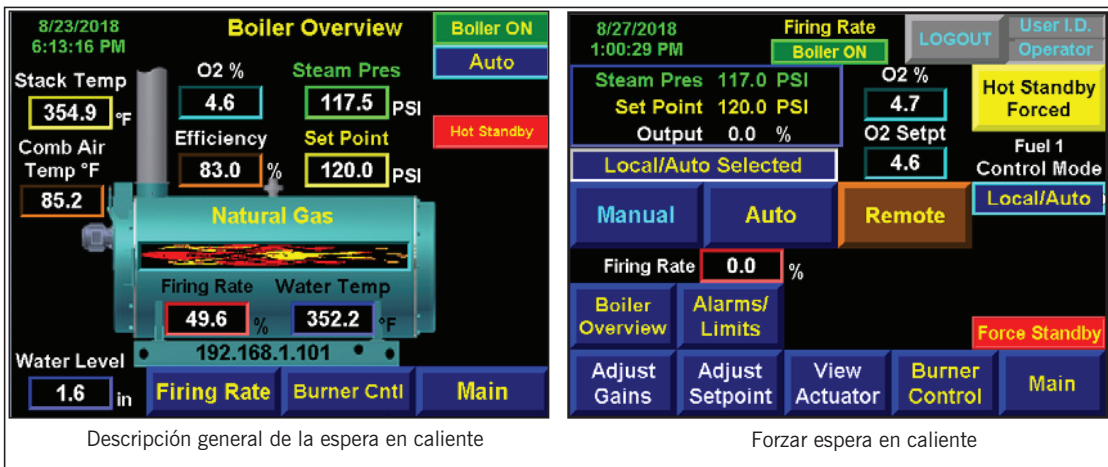 8/23/2018
6:13:16 PM
Boiler Overview
Boller ON
Auto
Stack Temp
354.9 °F
O2 %
4.6
Steam Pres
117.5 PSI
Hot Standby
Comb Air
Temp °F
85.2
Efficiency
83.0 %
Set Point
120.0 PSI
Natural Gas
Firing Rate
49.6 %
Water Temp
352.2 °F
192.168.1.101
Water Level
1.6 in
Firing Rate
Burner Cntl
Main
Descripción general de la espera en caliente
8/27/2018
1:00:29 PM
Firing Rate
Boller ON
LOGOUT
User I.D.
Operator
Steam Pres 117.0 PSI
Set Point 120.0 PSI
Output 0.0 %
O2 %
4.7
O2 Setpt
4.6
Hot Standby
Forced
Local/Auto Selected
Fuel 1
Control Mode
Local/Auto
Manual
Auto
Remote
Firing Rate 0.0 %
Boiler
Overview
Alarms/
Limits
Force Standby
Adjust
Gains
Adjust
Setpoint
View
Actuator
Burner
Control
Main
Forzar espera en caliente